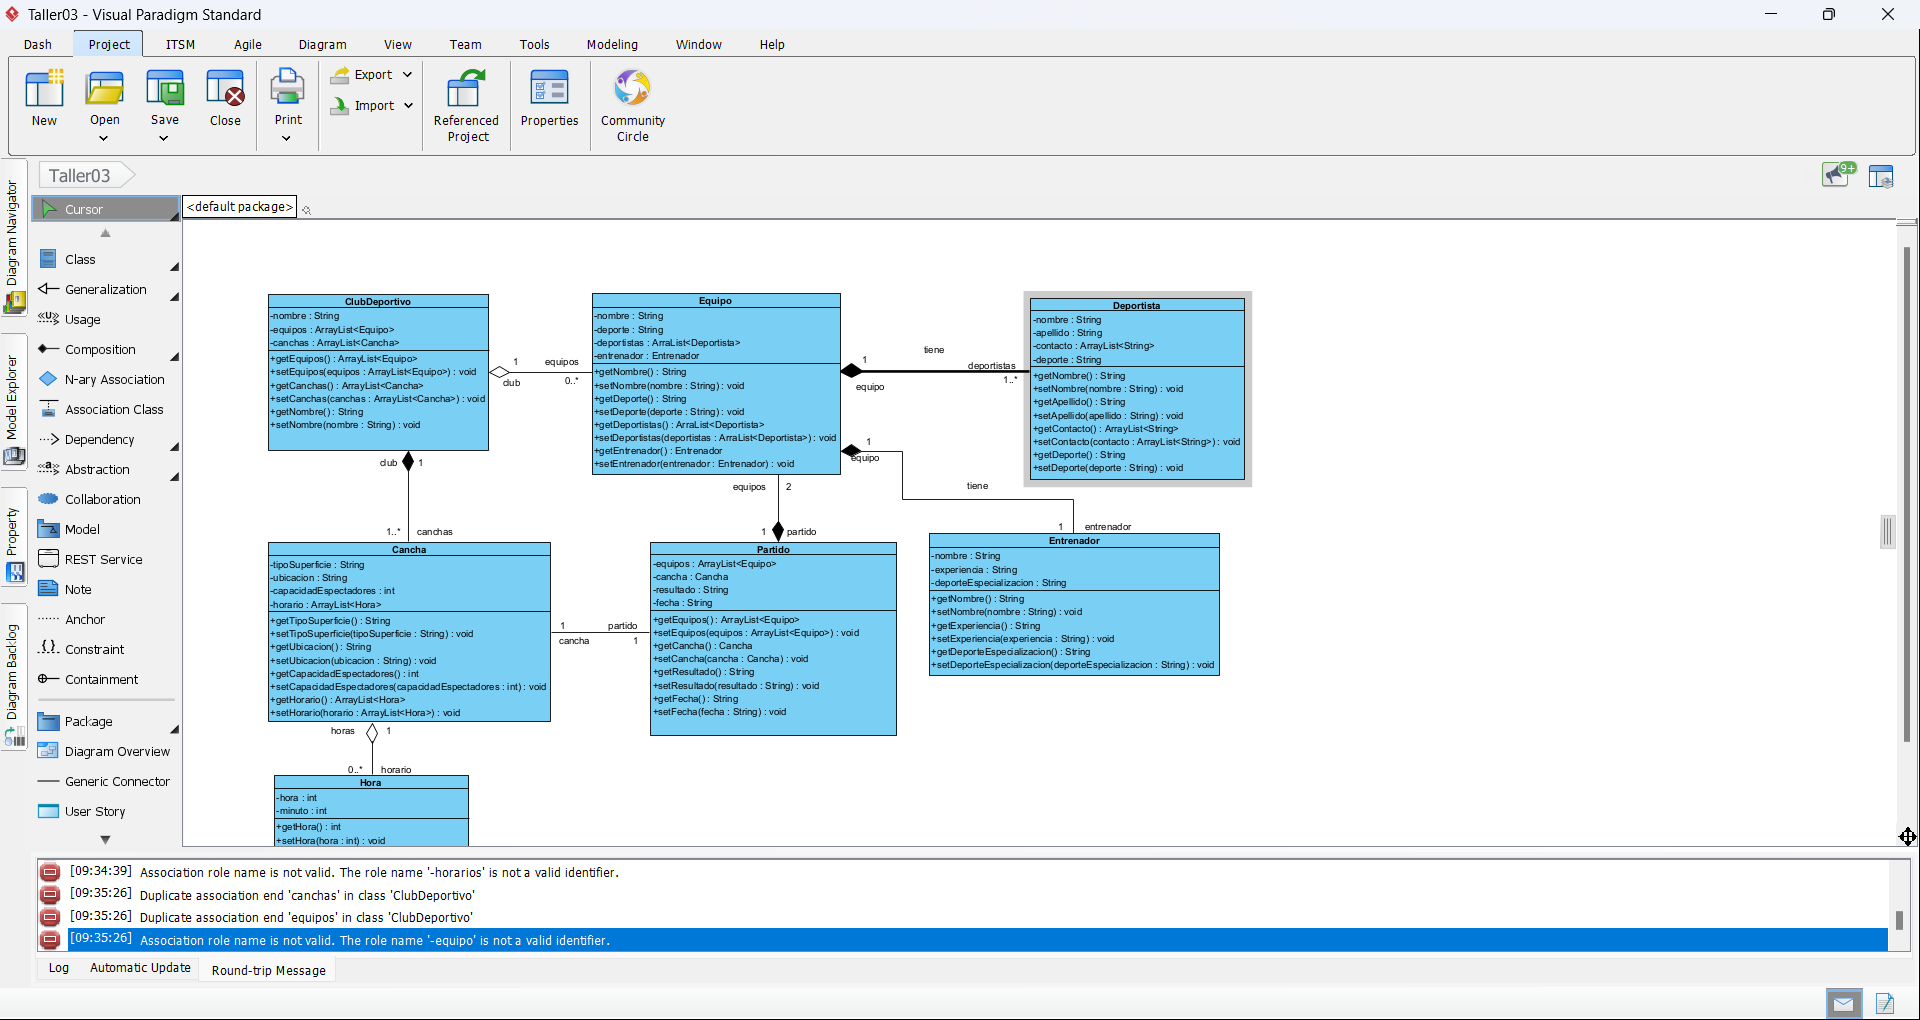 Taller03 - Visual Paradigm Standard
Dash Project ITSM Agile Diagram View Team Tools Modeling Window Help
New Open Save Close Print Export Import Referenced Project Properties Community Circle
Taller03
9+
Diagram Navigator
Model Explorer
Property
Diagram Backlog
Cursor
<default package>
Class
Generalization
Usage
Composition
N-ary Association
Association Class
Dependency
Abstraction
Collaboration
Model
REST Service
Note
Anchor
Constraint
Containment
Package
Diagram Overview
Generic Connector
User Story
ClubDeportivo
-nombre : String
-equipos : ArrayList<Equipo>
-canchas : ArrayList<Cancha>
+getEquipos() : ArrayList<Equipo>
+setEquipos(equipos : ArrayList<Equipo>) : void
+getCanchas() : ArrayList<Cancha>
+setCanchas(canchas : ArrayList<Cancha>) : void
+getNombre() : String
+setNombre(nombre : String) : void
1 equipos
club 0..*
Equipo
-nombre : String
-deporte : String
-deportistas : ArraList<Deportista>
-entrenador : Entrenador
+getNombre() : String
+setNombre(nombre : String) : void
+getDeporte() : String
+setDeporte(deporte : String) : void
+getDeportistas() : ArraList<Deportista>
+setDeportistas(deportistas : ArraList<Deportista>) : void
+getEntrenador() : Entrenador
+setEntrenador(entrenador : Entrenador) : void
tiene
1 deportistas
equipo 1..*
Deportista
-nombre : String
-apellido : String
-contacto : ArrayList<String>
-deporte : String
+getNombre() : String
+setNombre(nombre : String) : void
+getApellido() : String
+setApellido(apellido : String) : void
+getContacto() : ArrayList<String>
+setContacto(contacto : ArrayList<String>) : void
+getDeporte() : String
+setDeporte(deporte : String) : void
1
equipo
tiene
1 entrenador
club 1
1..* canchas
equipos 2
1 partido
Cancha
-tipoSuperficie : String
-ubicacion : String
-capacidadEspectadores : int
-horario : ArrayList<Hora>
+getTipoSuperficie() : String
+setTipoSuperficie(tipoSuperficie : String) : void
+getUbicacion() : String
+setUbicacion(ubicacion : String) : void
+getCapacidadEspectadores() : int
+setCapacidadEspectadores(capacidadEspectadores : int) : void
+getHorario() : ArrayList<Hora>
+setHorario(horario : ArrayList<Hora>) : void
1 partido
cancha 1
Partido
-equipos : ArrayList<Equipo>
-cancha : Cancha
-resultado : String
-fecha : String
+getEquipos() : ArrayList<Equipo>
+setEquipos(equipos : ArrayList<Equipo>) : void
+getCancha() : Cancha
+setCancha(cancha : Cancha) : void
+getResultado() : String
+setResultado(resultado : String) : void
+getFecha() : String
+setFecha(fecha : String) : void
Entrenador
-nombre : String
-experiencia : String
-deporteEspecializacion : String
+getNombre() : String
+setNombre(nombre : String) : void
+getExperiencia() : String
+setExperiencia(experiencia : String) : void
+getDeporteEspecializacion() : String
+setDeporteEspecializacion(deporteEspecializacion : String) : void
horas 1
0..* horario
Hora
-hora : int
-minuto : int
+getHora() : int
+setHora(hora : int) : void
[09:34:39] Association role name is not valid. The role name '-horarios' is not a valid identifier.
[09:35:26] Duplicate association end 'canchas' in class 'ClubDeportivo'
[09:35:26] Duplicate association end 'equipos' in class 'ClubDeportivo'
[09:35:26] Association role name is not valid. The role name '-equipo' is not a valid identifier.
Log Automatic Update Round-trip Message